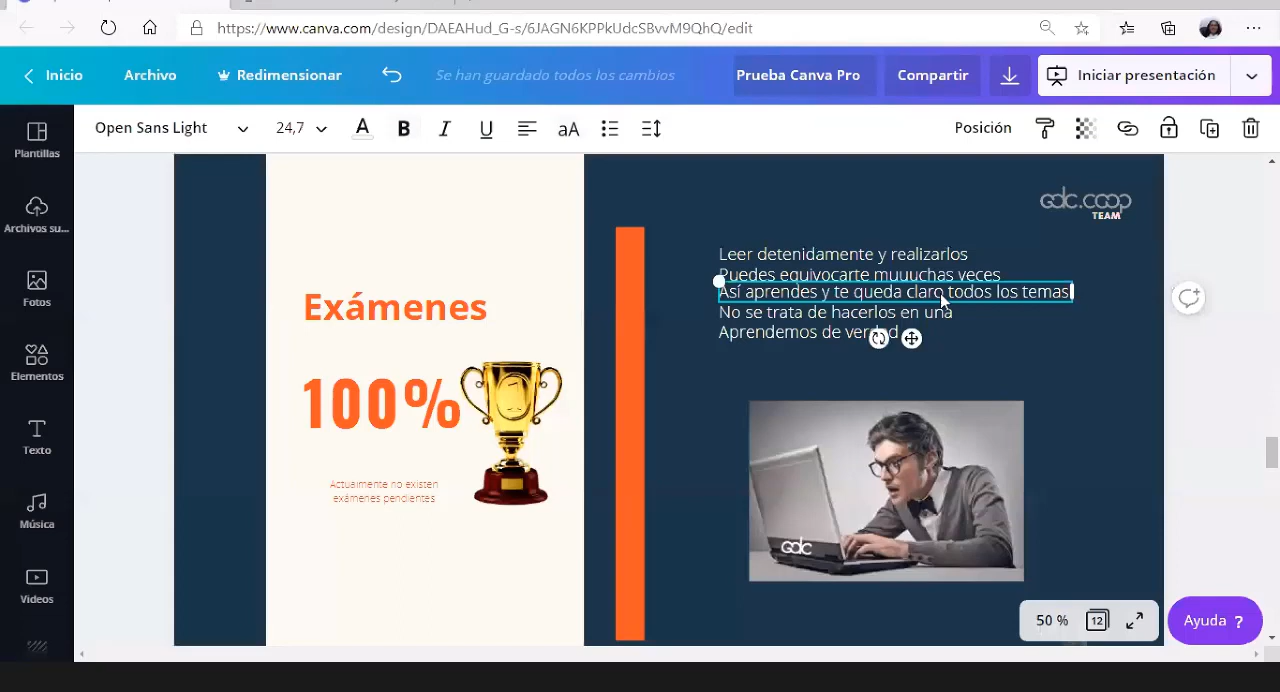 https://www.canva.com/design/DAEAHud_G-s/6JAGN6KPPkUdcSBvvM9QhQ/edit
Inicio
Archivo
Redimensionar
Se han guardado todos los cambios
Prueba Canva Pro
Compartir
Iniciar presentación
Open Sans Light
24,7
A
B
I
U
aA
Posición
Plantillas
Archivos su...
Fotos
Elementos
Texto
Música
Videos
gdc.coop
TEAM
Leer detenidamente y realizarlos
Puedes equivocarte muuuchas veces
Así aprendes y te queda claro todos los temas
No se trata de hacerlos en una
Aprendemos de verdad
Exámenes
100%
1
Actualmente no existen
exámenes pendientes
gdc
50 %
12
Ayuda ?